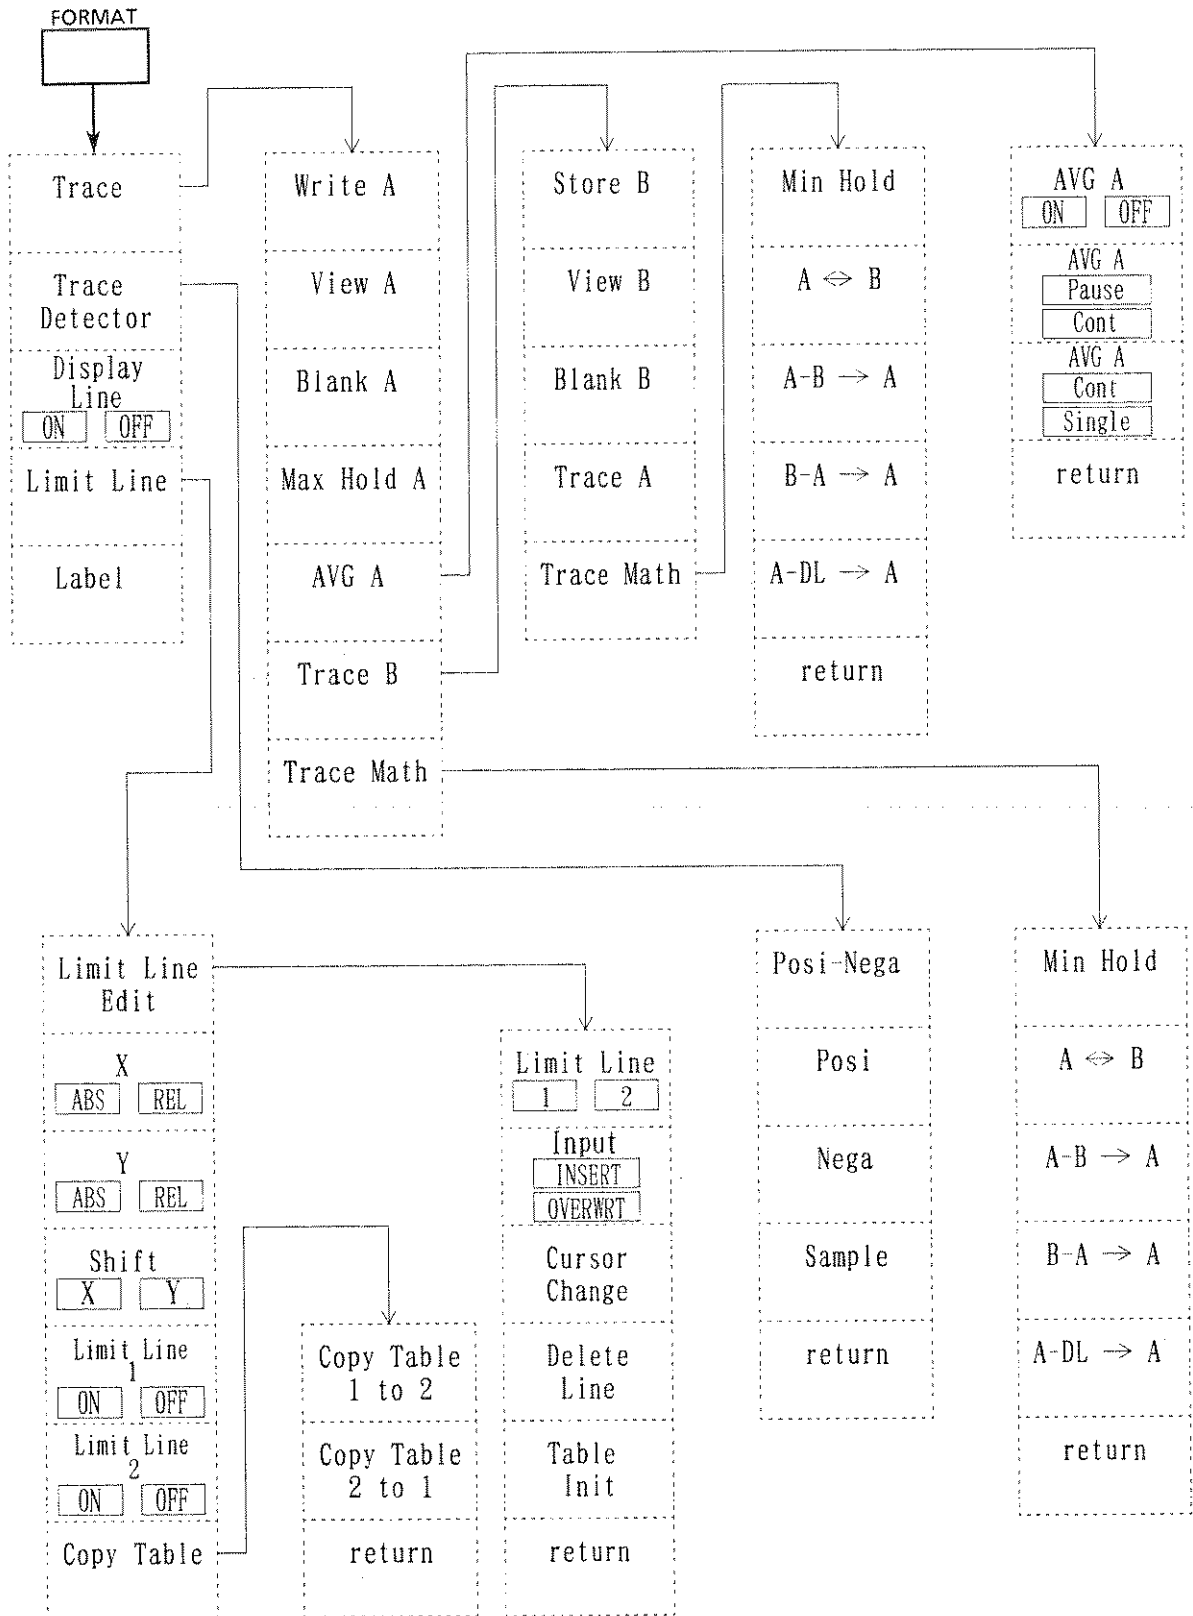 FORMAT
Trace
Trace
Detector
Display
Line
ON OFF
Limit Line
Label
Write A
View A
Blank A
Max Hold A
AVG A
Trace B
Trace Math
Store B
View B
Blank B
Trace A
Trace Math
Min Hold
A ⇔ B
A-B → A
B-A → A
A-DL → A
return
AVG A
ON OFF
AVG A
Pause
Cont
AVG A
Cont
Single
return
Limit Line
Edit
X
ABS REL
Y
ABS REL
Shift
X Y
Limit Line
1
ON OFF
Limit Line
2
ON OFF
Copy Table
Copy Table
1 to 2
Copy Table
2 to 1
return
Limit Line
1 2
Input
INSERT
OVERWRT
Cursor
Change
Delete
Line
Table
Init
return
Posi-Nega
Posi
Nega
Sample
return
Min Hold
A ⇔ B
A-B → A
B-A → A
A-DL → A
return